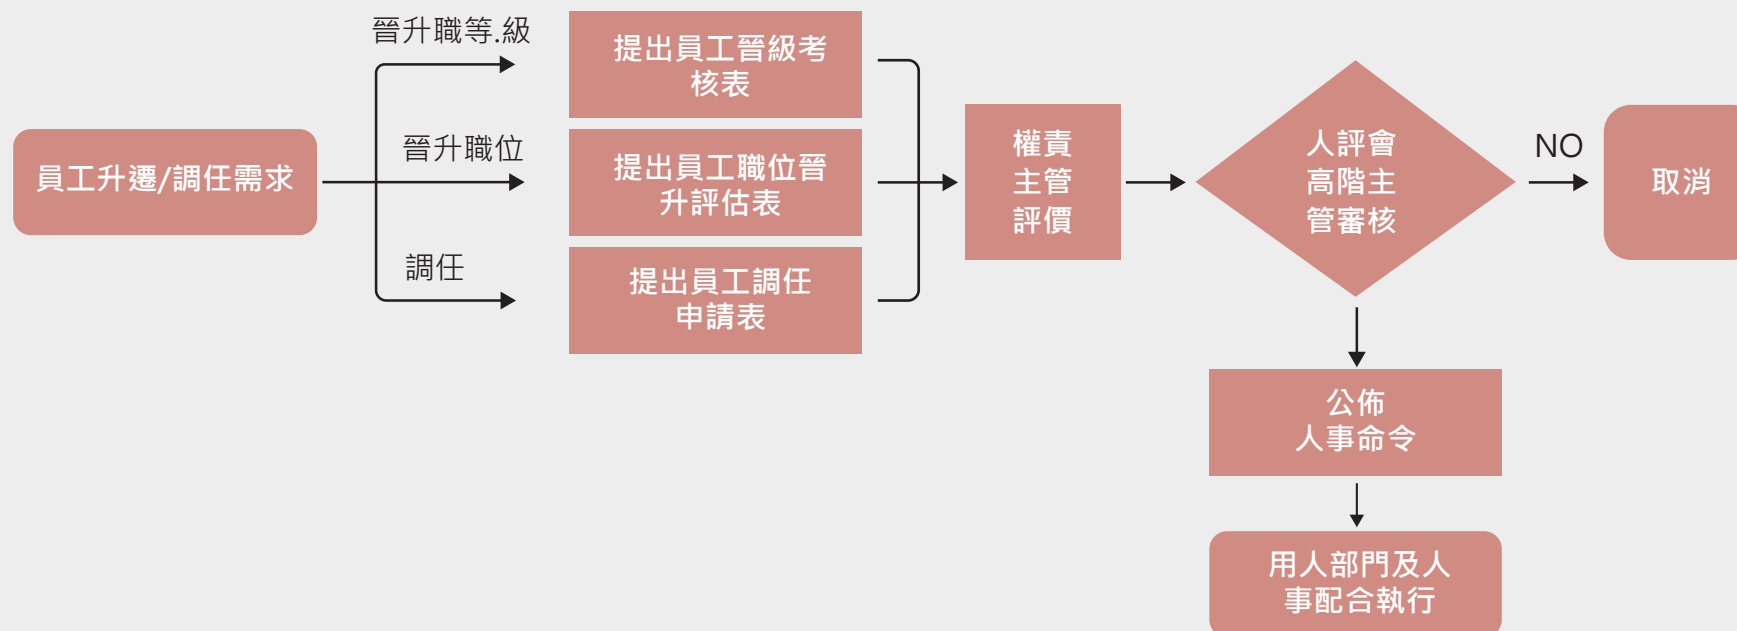 員工升遷/調任需求
晉升職等.級
晉升職位
調任
提出員工晉級考
核表
提出員工職位晉
升評估表
提出員工調任
申請表
權責
主管
評價
人評會
高階主
管審核
NO
取消
公佈
人事命令
用人部門及人
事配合執行